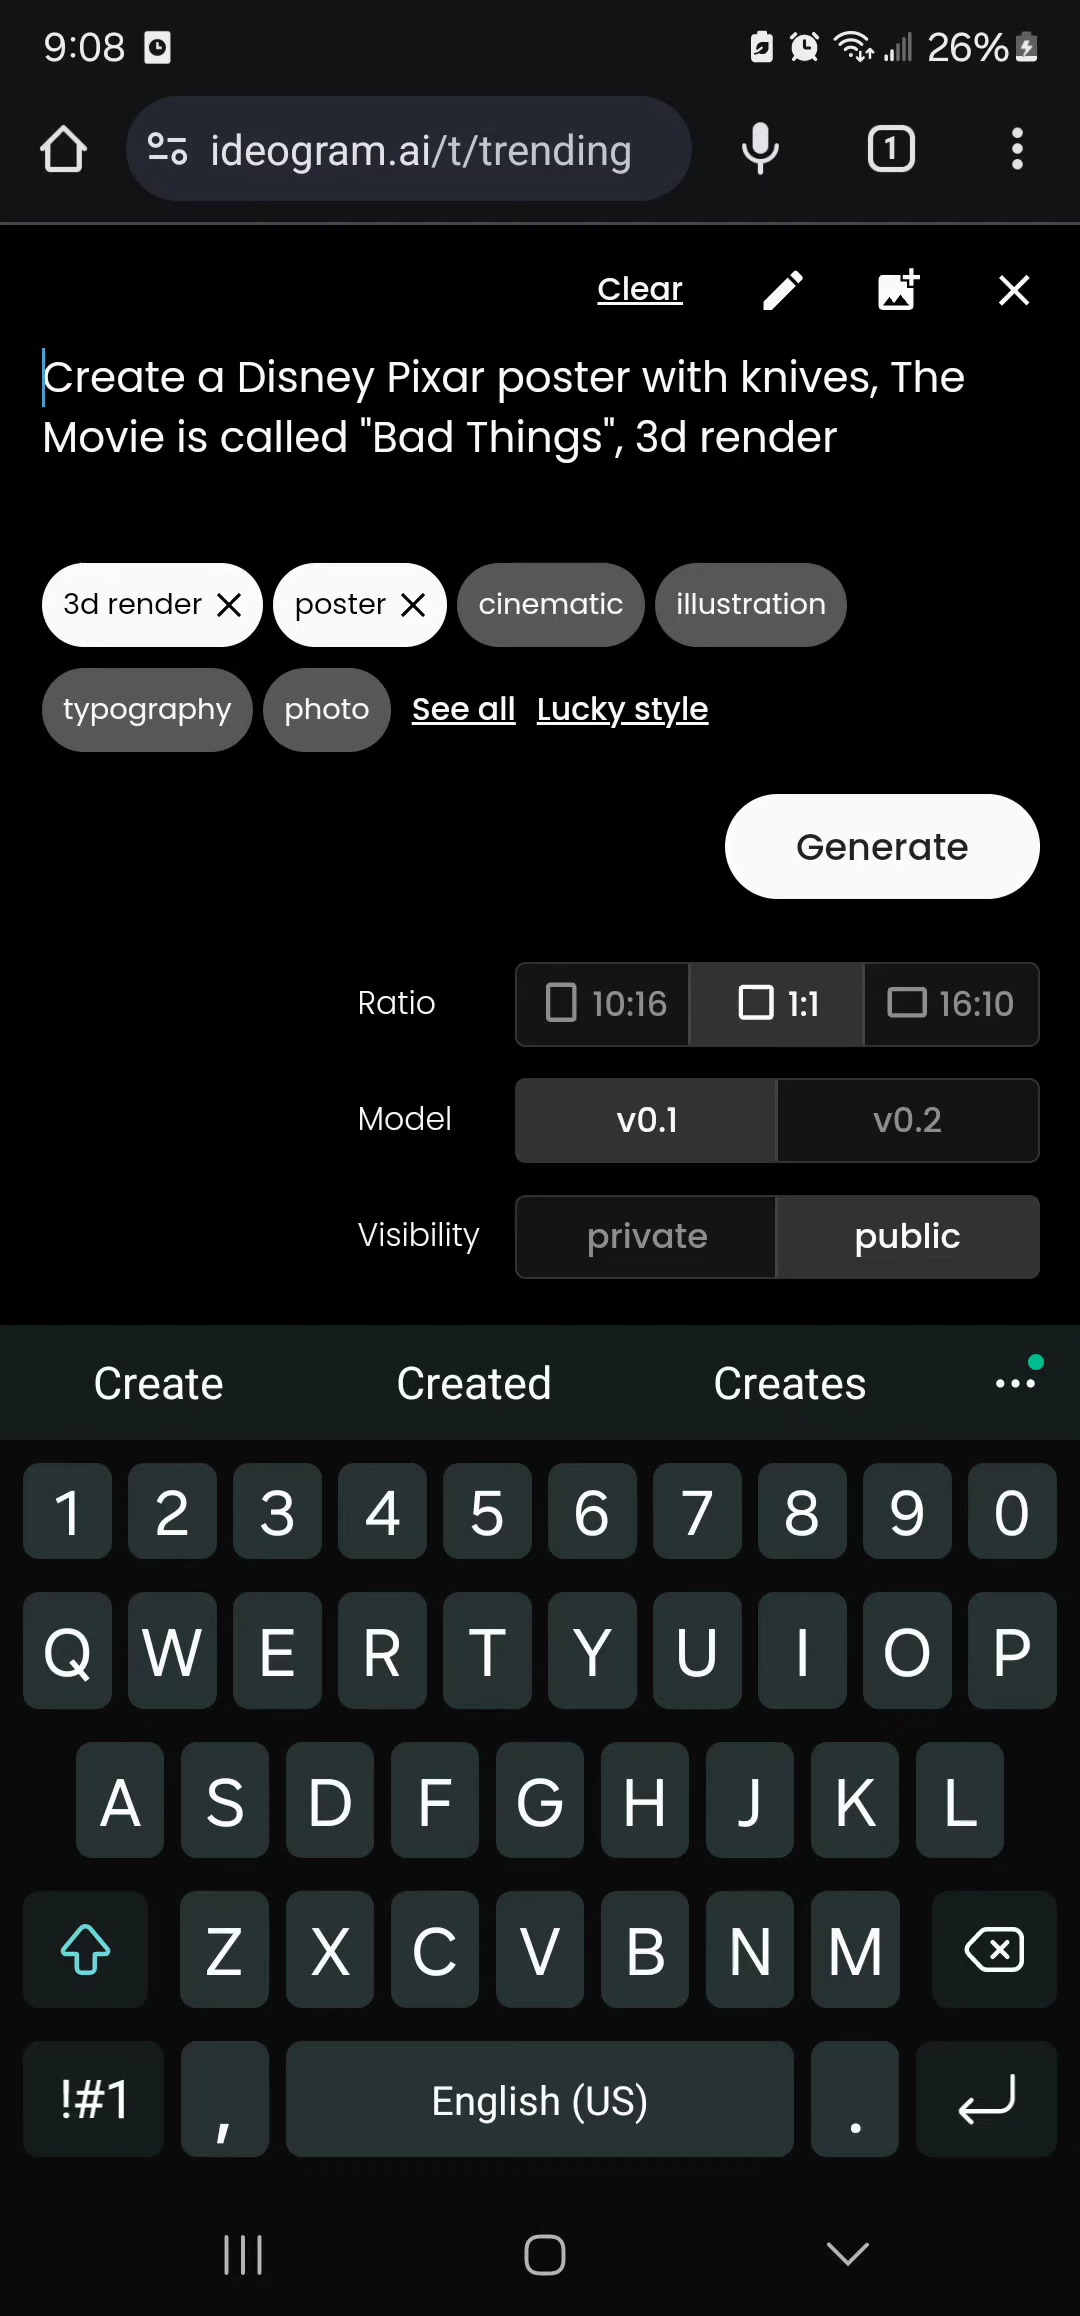 9:08 26%
ideogram.ai/t/trending 1
Clear
Create a Disney Pixar poster with knives, The
Movie is called "Bad Things", 3d render
3d render poster cinematic illustration
typography photo See all Lucky style
Generate
Ratio 10:16 1:1 16:10
Model v0.1 v0.2
Visibility private public
Create Created Creates
1 2 3 4 5 6 7 8 9 0
Q W E R T Y U I O P
A S D F G H J K L
Z X C V B N M
!#1 , English (US) .